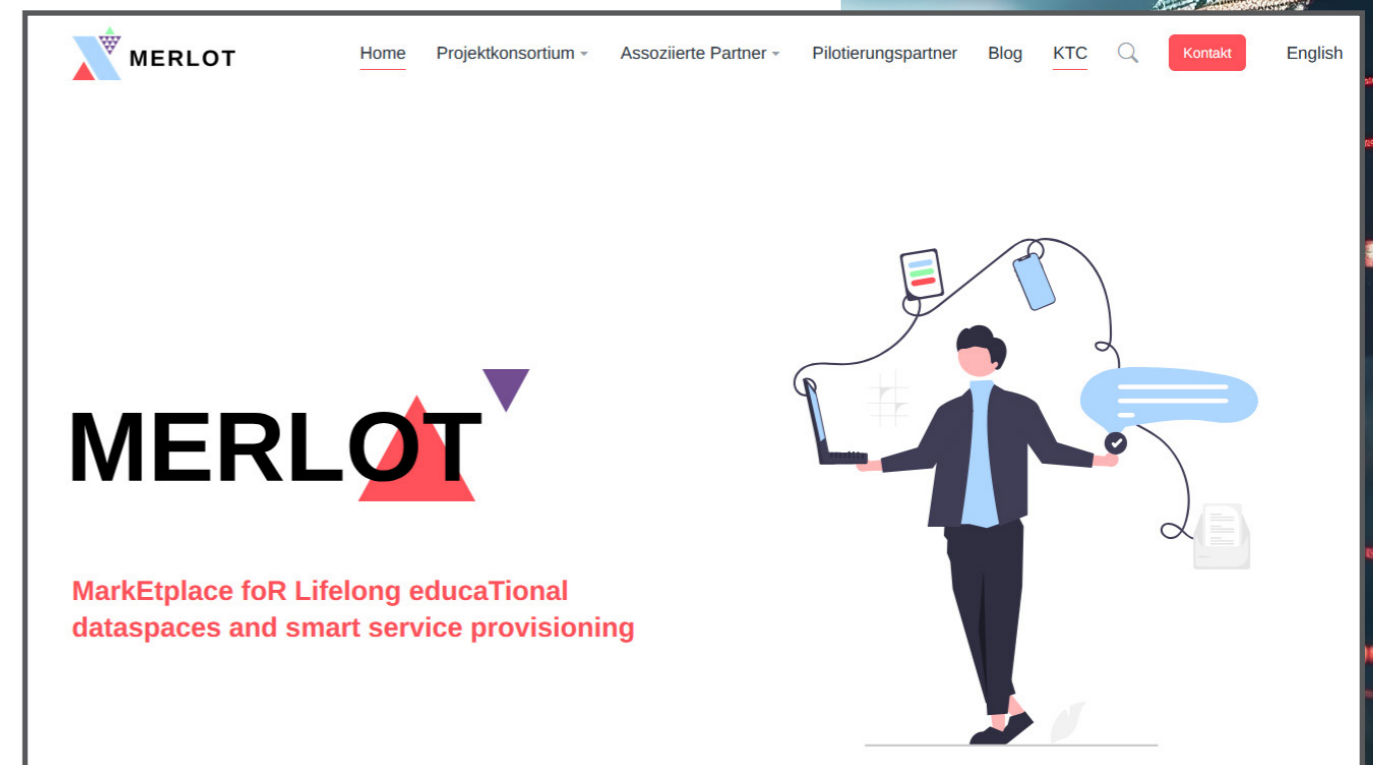 MERLOT
Home Projektkonsortium Assoziierte Partner Pilotierungspartner Blog KTC Kontakt English
MERLOT
MarkEtplace foR Lifelong educaTional
dataspaces and smart service provisioning